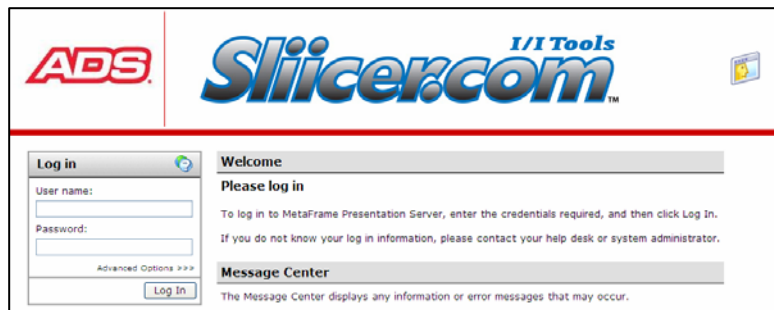 ADS
I/I Tools
Sliicer.com™
Log in
User name:
Password:
Advanced Options >>>
Log In
Welcome
Please log in
To log in to MetaFrame Presentation Server, enter the credentials required, and then click Log In.
If you do not know your log in information, please contact your help desk or system administrator.
Message Center
The Message Center displays any information or error messages that may occur.